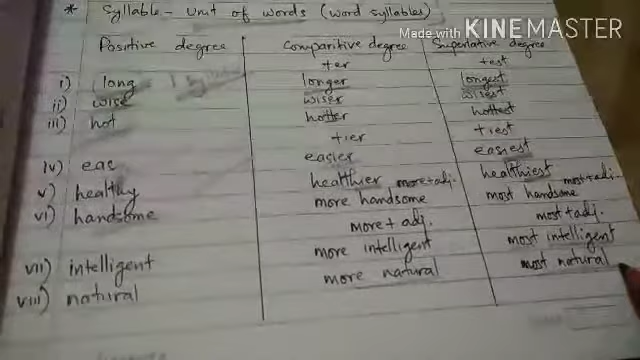 Made with KINEMASTER
* Syllable - Unit of words (word syllables)
Positive degree Comparitive degree Superlative degree
+er +est
i) long longer longest
ii) wise wiser wisest
iii) hot hotter hottest
+ier +iest
iv) eas easier easiest
v) healthy healthier more+adj. healthiest most+adj.
vi) handsome more handsome most handsome
more + adj. most + adj.
vii) intelligent more intelligent most intelligent
viii) natural more natural most natural